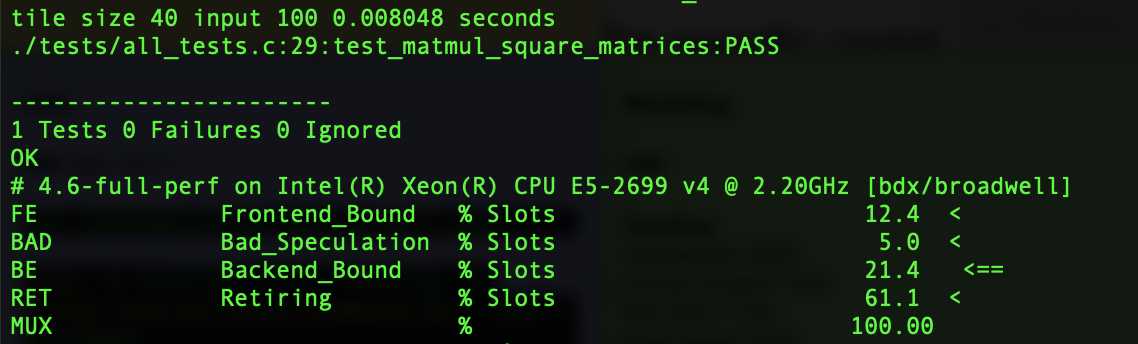 tile size 40 input 100 0.008048 seconds
./tests/all_tests.c:29:test_matmul_square_matrices:PASS
-----------------------
1 Tests 0 Failures 0 Ignored
OK
# 4.6-full-perf on Intel(R) Xeon(R) CPU E5-2699 v4 @ 2.20GHz [bdx/broadwell]
FE Frontend_Bound % Slots 12.4 <
BAD Bad_Speculation % Slots 5.0 <
BE Backend_Bound % Slots 21.4 <==
RET Retiring % Slots 61.1 <
MUX % 100.00